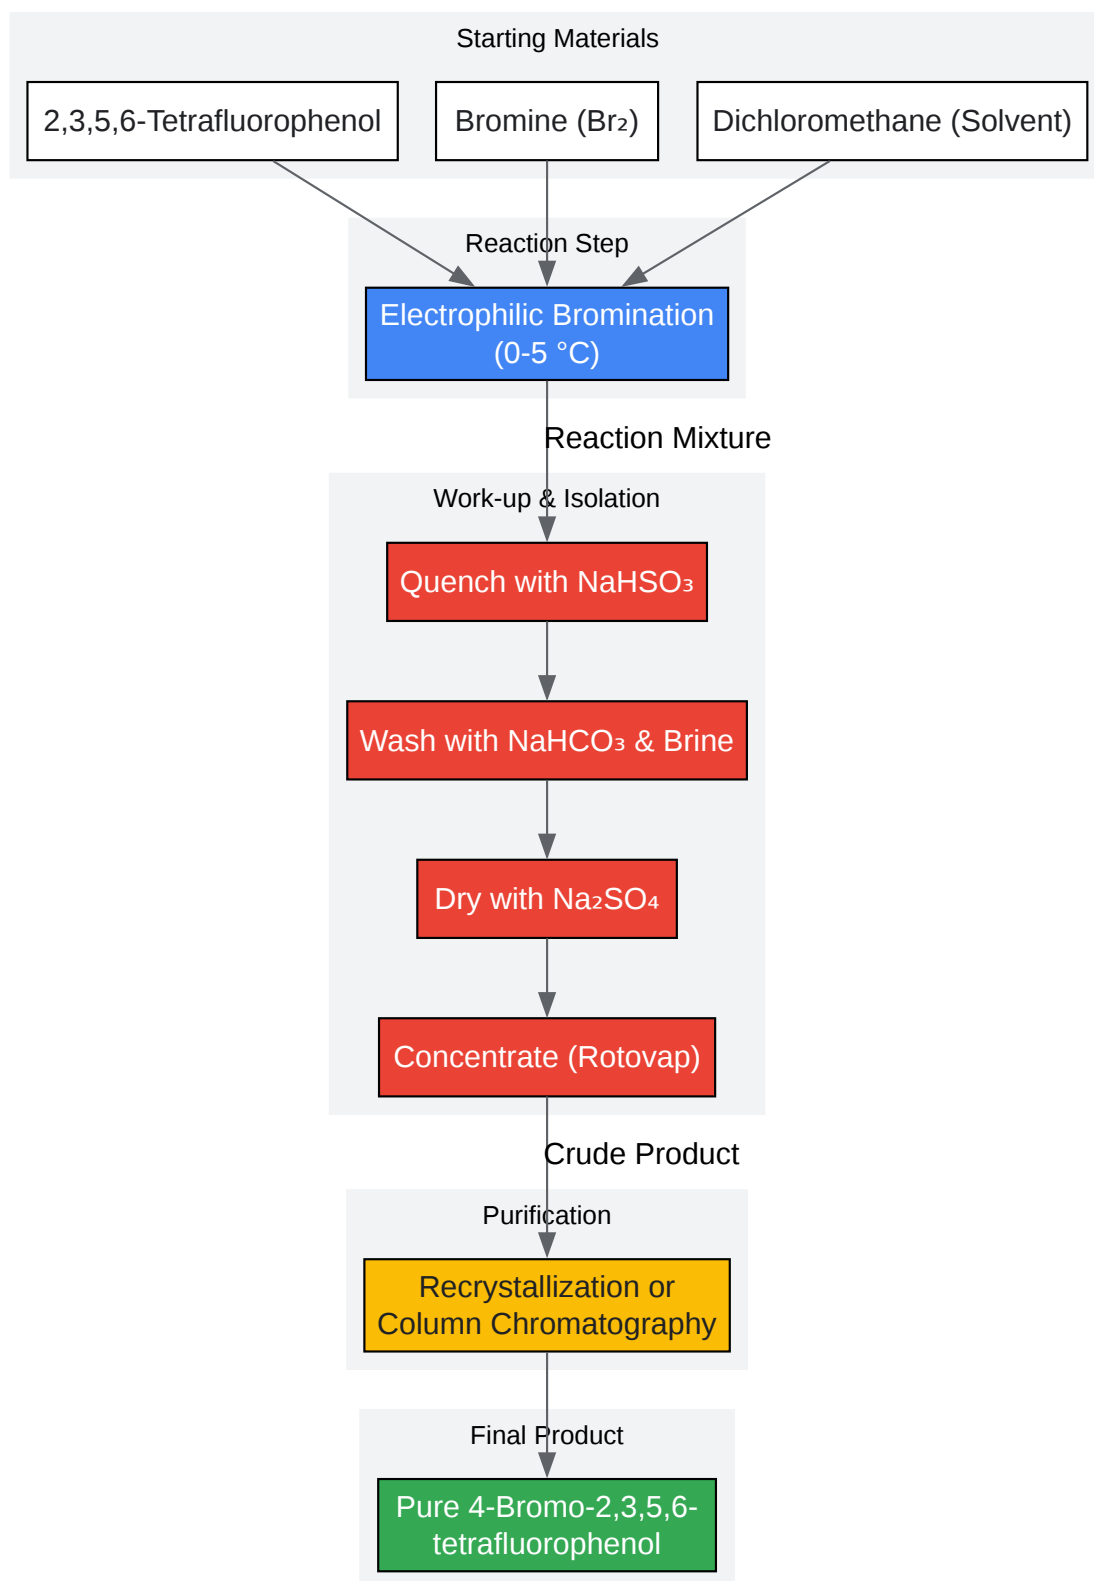 Starting Materials
2,3,5,6-Tetrafluorophenol
Bromine (Br₂)
Dichloromethane (Solvent)
Reaction Step
Electrophilic Bromination
(0-5 °C)
Reaction Mixture
Work-up & Isolation
Quench with NaHSO₃
Wash with NaHCO₃ & Brine
Dry with Na₂SO₄
Concentrate (Rotovap)
Crude Product
Purification
Recrystallization or
Column Chromatography
Final Product
Pure 4-Bromo-2,3,5,6-
tetrafluorophenol